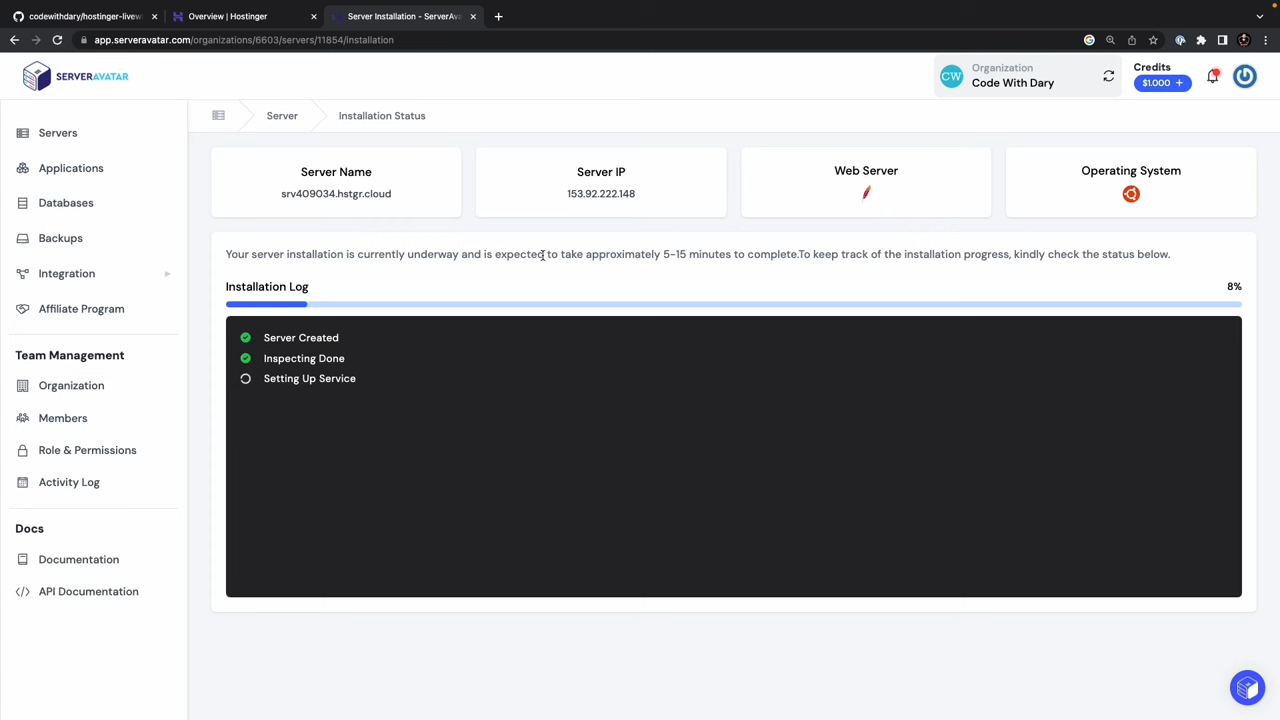 codewithdary/hostinger-livew
Overview | Hostinger
Server Installation - ServerAva
app.serveravatar.com/organizations/6603/servers/11854/installation
SERVERAVATAR
CW
Organization
Code With Dary
Credits
$1.000 +
Servers
Applications
Databases
Backups
Integration
Affiliate Program
Team Management
Organization
Members
Role & Permissions
Activity Log
Docs
Documentation
API Documentation
Server
Installation Status
Server Name
srv409034.hstgr.cloud
Server IP
153.92.222.148
Web Server
Operating System
Your server installation is currently underway and is expected to take approximately 5-15 minutes to complete.To keep track of the installation progress, kindly check the status below.
Installation Log
8%
Server Created
Inspecting Done
Setting Up Service